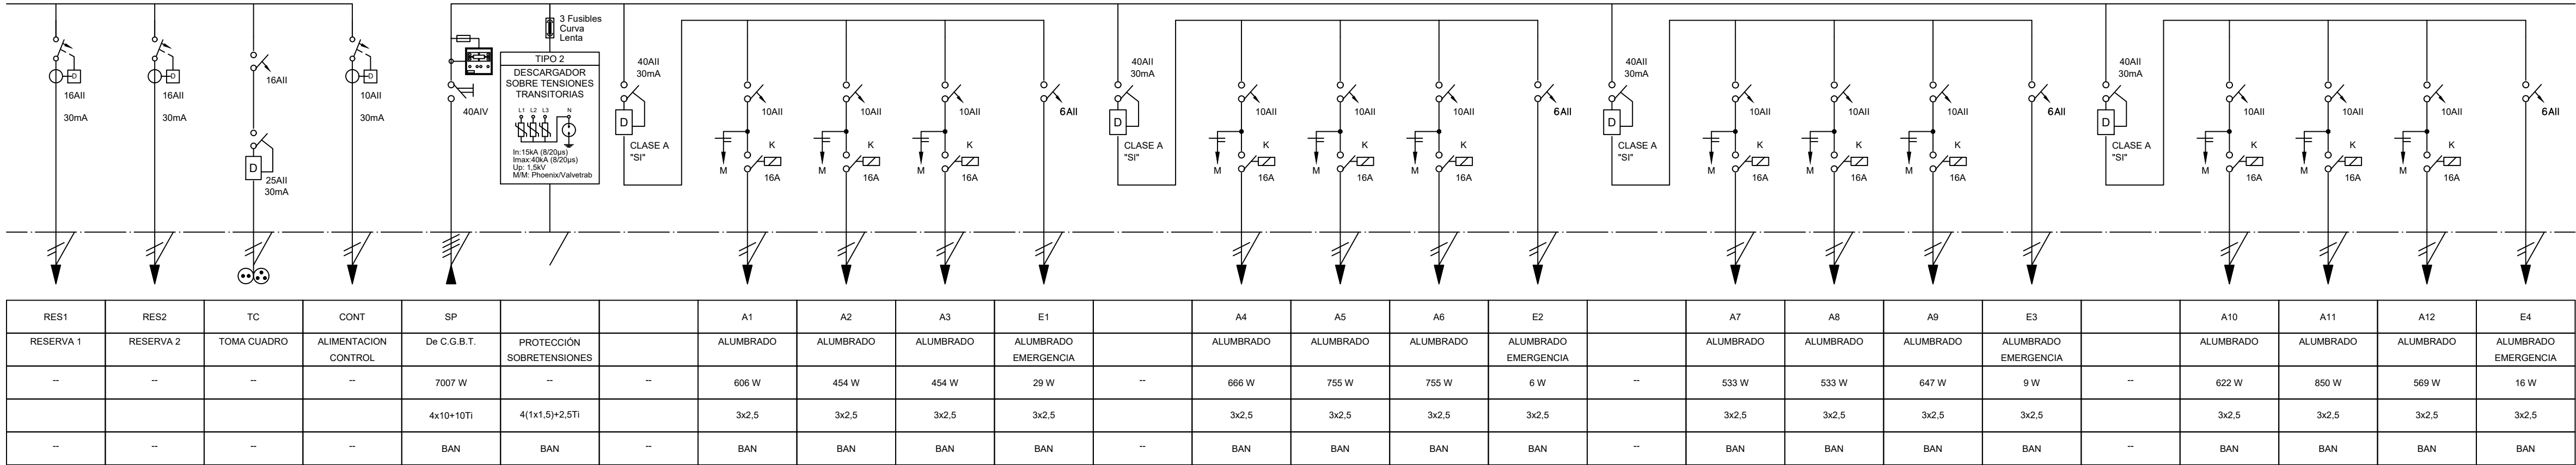 D
16AII
30mA
D
16AII
30mA
16AII
D
25AII
30mA
D
10AII
30mA
40AIV
3 Fusibles
Curva
Lenta
TIPO 2
DESCARGADOR
SOBRE TENSIONES
TRANSITORIAS
L1 L2 L3 N
In:15kA (8/20µs)
Imax:40kA (8/20µs)
Up: 1,5kV
M/M: Phoenix/Valvetrab
40AII
30mA
D
CLASE A
"SI"
10AII
M
K
16A
10AII
M
K
16A
10AII
M
K
16A
6AII
40AII
30mA
D
CLASE A
"SI"
10AII
M
K
16A
10AII
M
K
16A
10AII
M
K
16A
6AII
40AII
30mA
D
CLASE A
"SI"
10AII
M
K
16A
10AII
M
K
16A
10AII
M
K
16A
6AII
40AII
30mA
D
CLASE A
"SI"
10AII
M
K
16A
10AII
M
K
16A
10AII
M
K
16A
6AII
RES1 RES2 TC CONT SP A1 A2 A3 E1 A4 A5 A6 E2 A7 A8 A9 E3 A10 A11 A12 E4
RESERVA 1 RESERVA 2 TOMA CUADRO ALIMENTACION De C.G.B.T. PROTECCIÓN ALUMBRADO ALUMBRADO ALUMBRADO ALUMBRADO ALUMBRADO ALUMBRADO ALUMBRADO ALUMBRADO ALUMBRADO ALUMBRADO ALUMBRADO ALUMBRADO ALUMBRADO ALUMBRADO ALUMBRADO ALUMBRADO
CONTROL SOBRETENSIONES EMERGENCIA EMERGENCIA EMERGENCIA EMERGENCIA
-- -- -- -- 7007 W -- -- 606 W 454 W 454 W 29 W -- 666 W 755 W 755 W 6 W -- 533 W 533 W 647 W 9 W -- 622 W 850 W 569 W 16 W
4x10+10Ti 4(1x1,5)+2,5Ti 3x2,5 3x2,5 3x2,5 3x2,5 3x2,5 3x2,5 3x2,5 3x2,5 3x2,5 3x2,5 3x2,5 3x2,5 3x2,5 3x2,5 3x2,5 3x2,5
-- -- -- -- BAN BAN -- BAN BAN BAN BAN -- BAN BAN BAN BAN -- BAN BAN BAN BAN -- BAN BAN BAN BAN